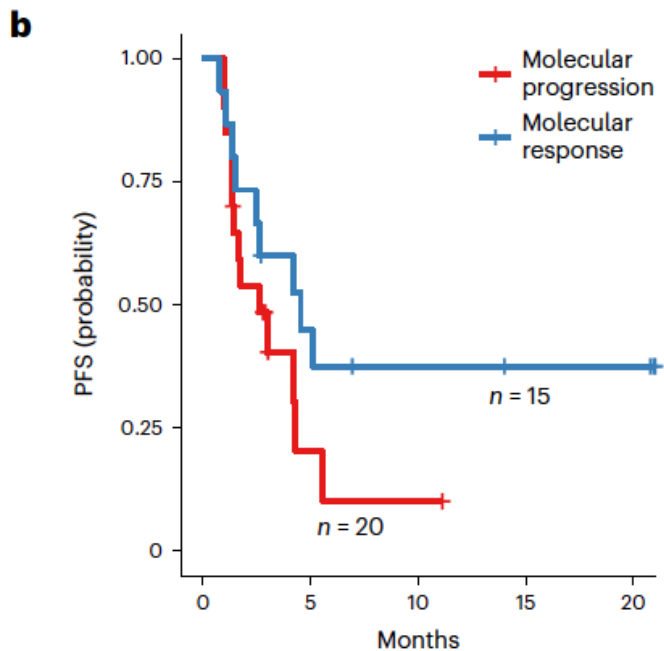 b
1.00
0.75
0.50
0.25
0
PFS (probability)
Molecular
progression
Molecular
response
n = 15
n = 20
0 5 10 15 20
Months